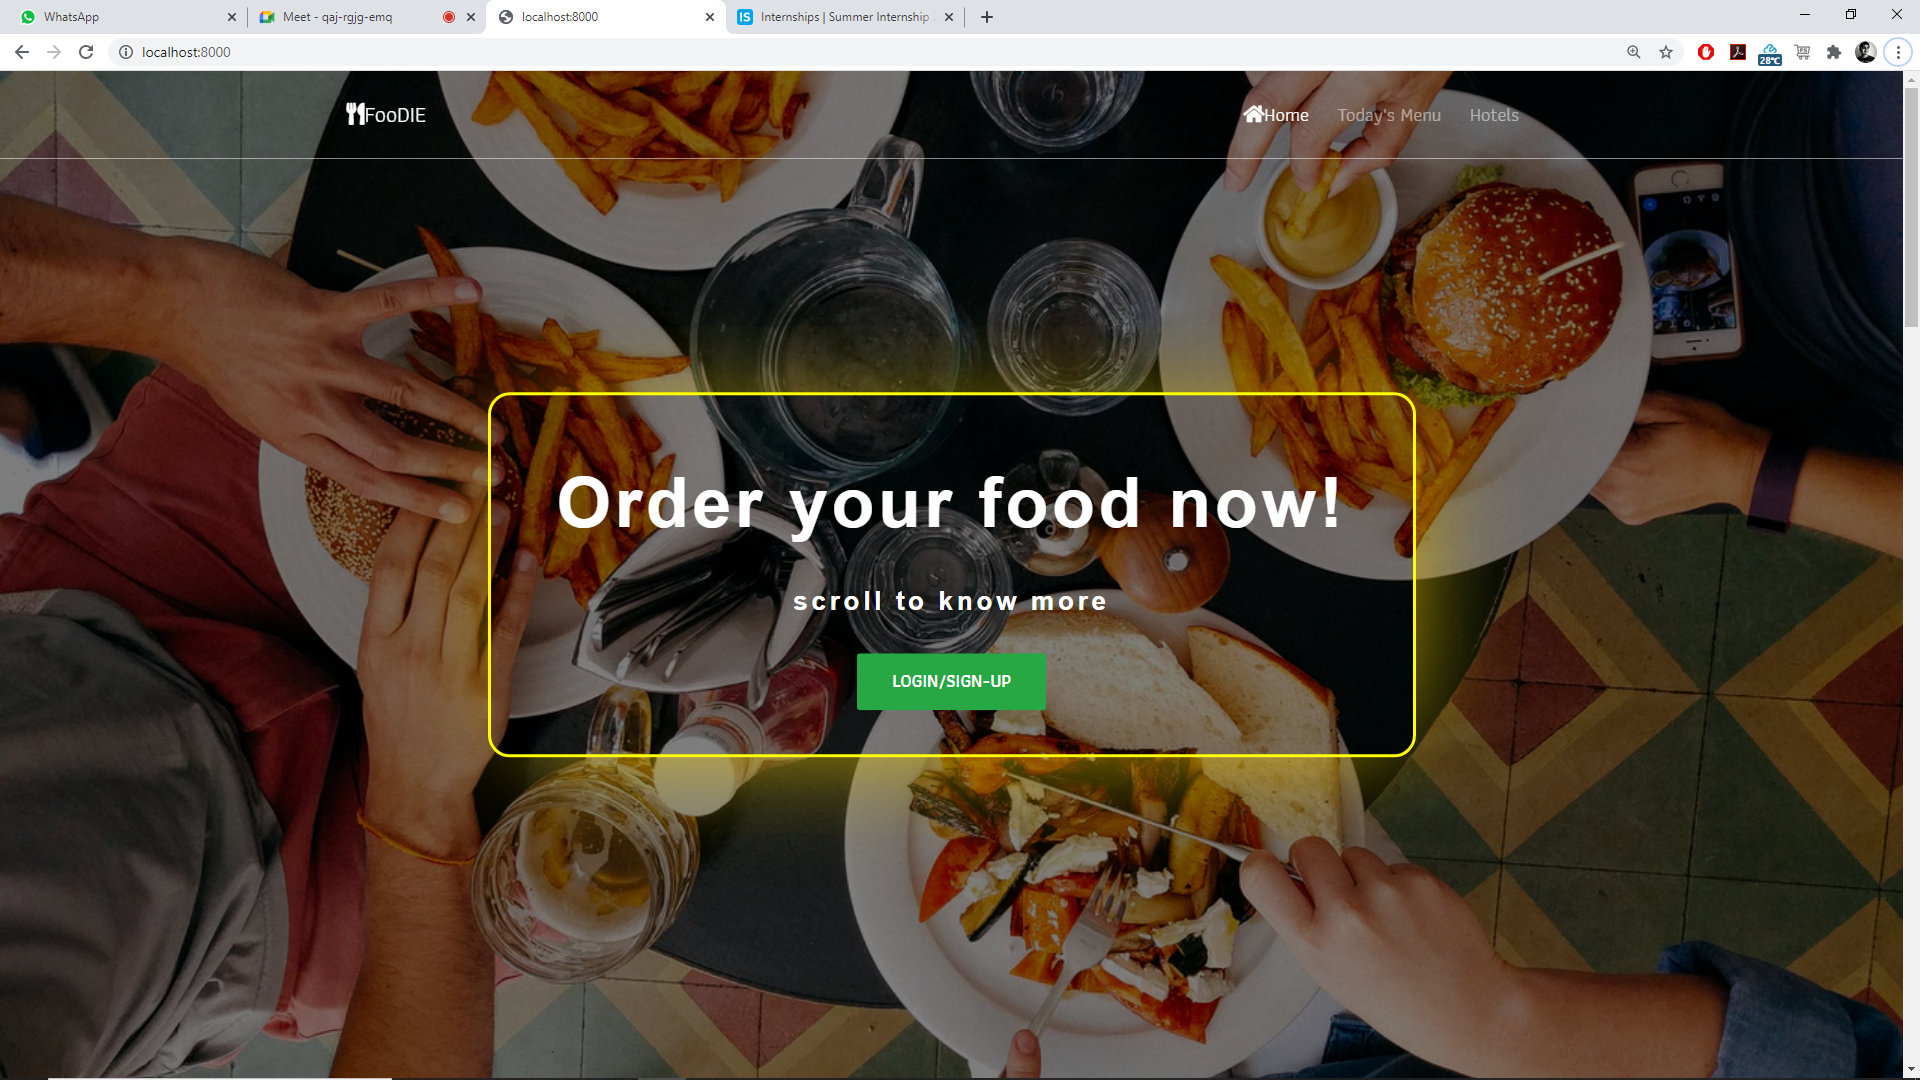 WhatsApp
Meet - qaj-rgjg-emq
localhost:8000
Internships | Summer Internship
localhost:8000
28°C
FooDIE
Home
Today's Menu
Hotels
Order your food now!
scroll to know more
LOGIN/SIGN-UP